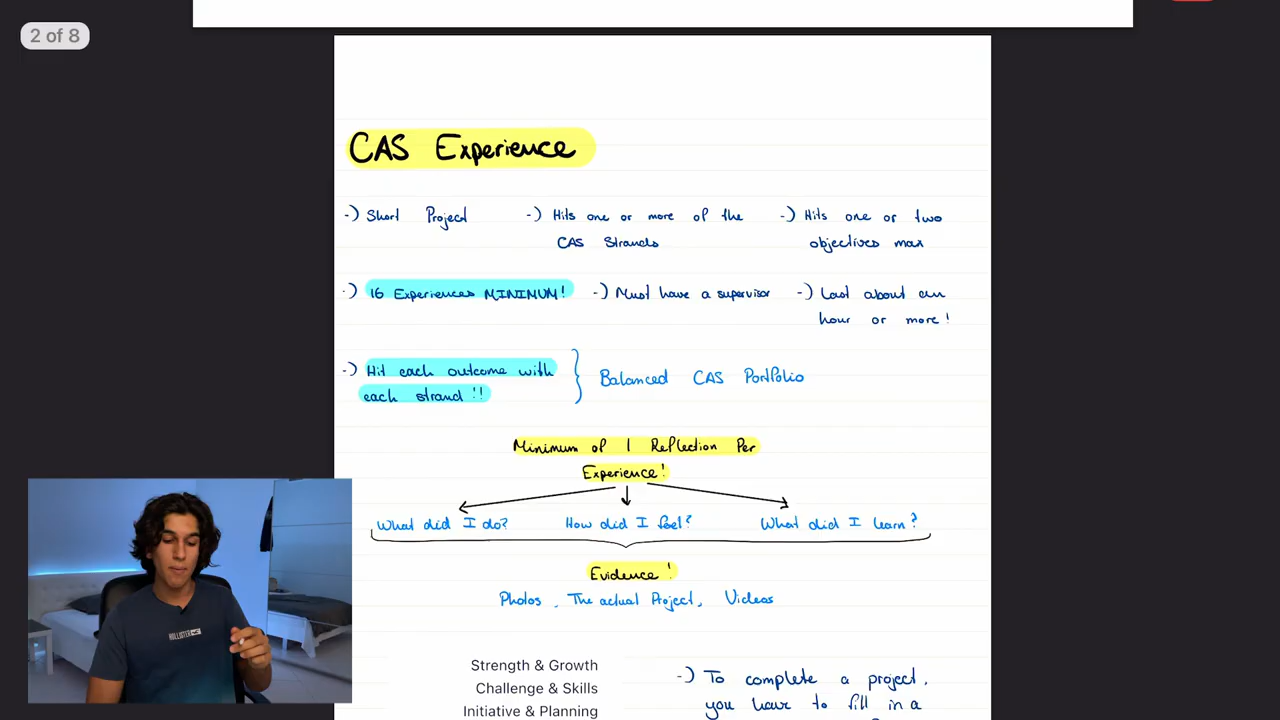 2 of 8
CAS Experience
-) Short Project -) Hits one or more of the -) Hits one or two
CAS Strands objectives max
-) 16 Experiences MINIMUM! -) Must have a supervisor -) Last about an
hour or more!
-) Hit each outcome with
each strand!! Balanced CAS Portfolio
Minimum of 1 Reflection Per
Experience!
What did I do? How did I feel? What did I learn?
Evidence!
Photos, The actual Project, Videos
HOLLISTER
Strength & Growth
Challenge & Skills
Initiative & Planning
-) To complete a project,
you have to fill in a